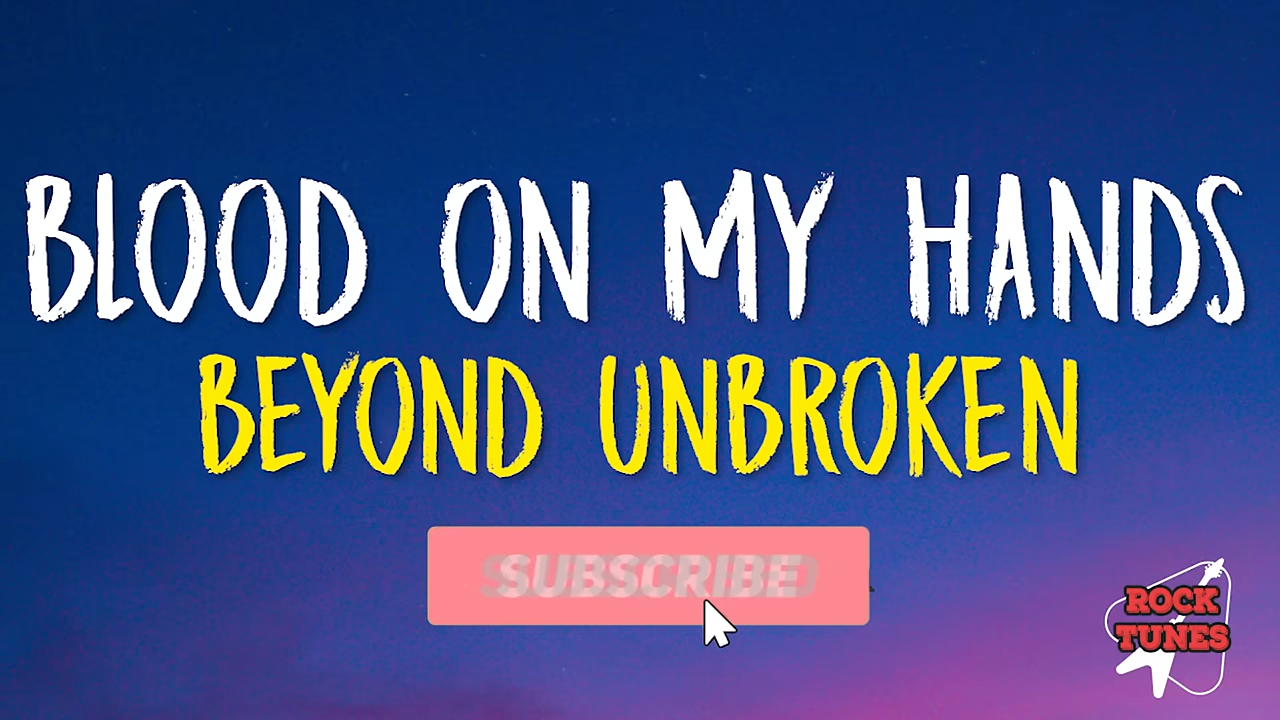 BLOOD ON MY HANDS
BEYOND UNBROKEN
SUBSCRIBE
ROCK
TUNES